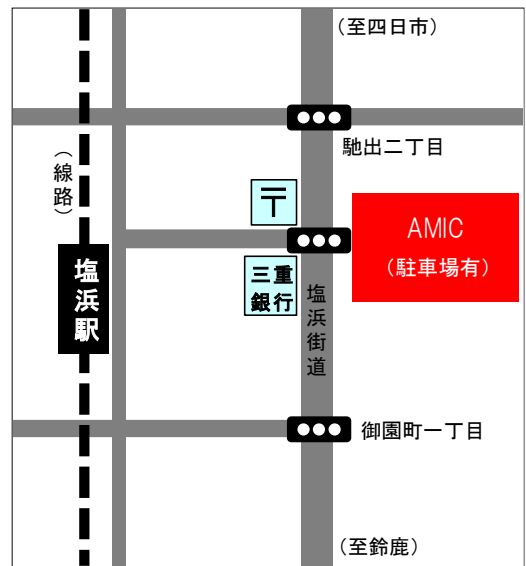 (至四日市)
馳出二丁目
(線路)
〒
AMIC
(駐車場有)
塩浜駅
三重
銀行
塩浜街道
御園町一丁目
(至鈴鹿)